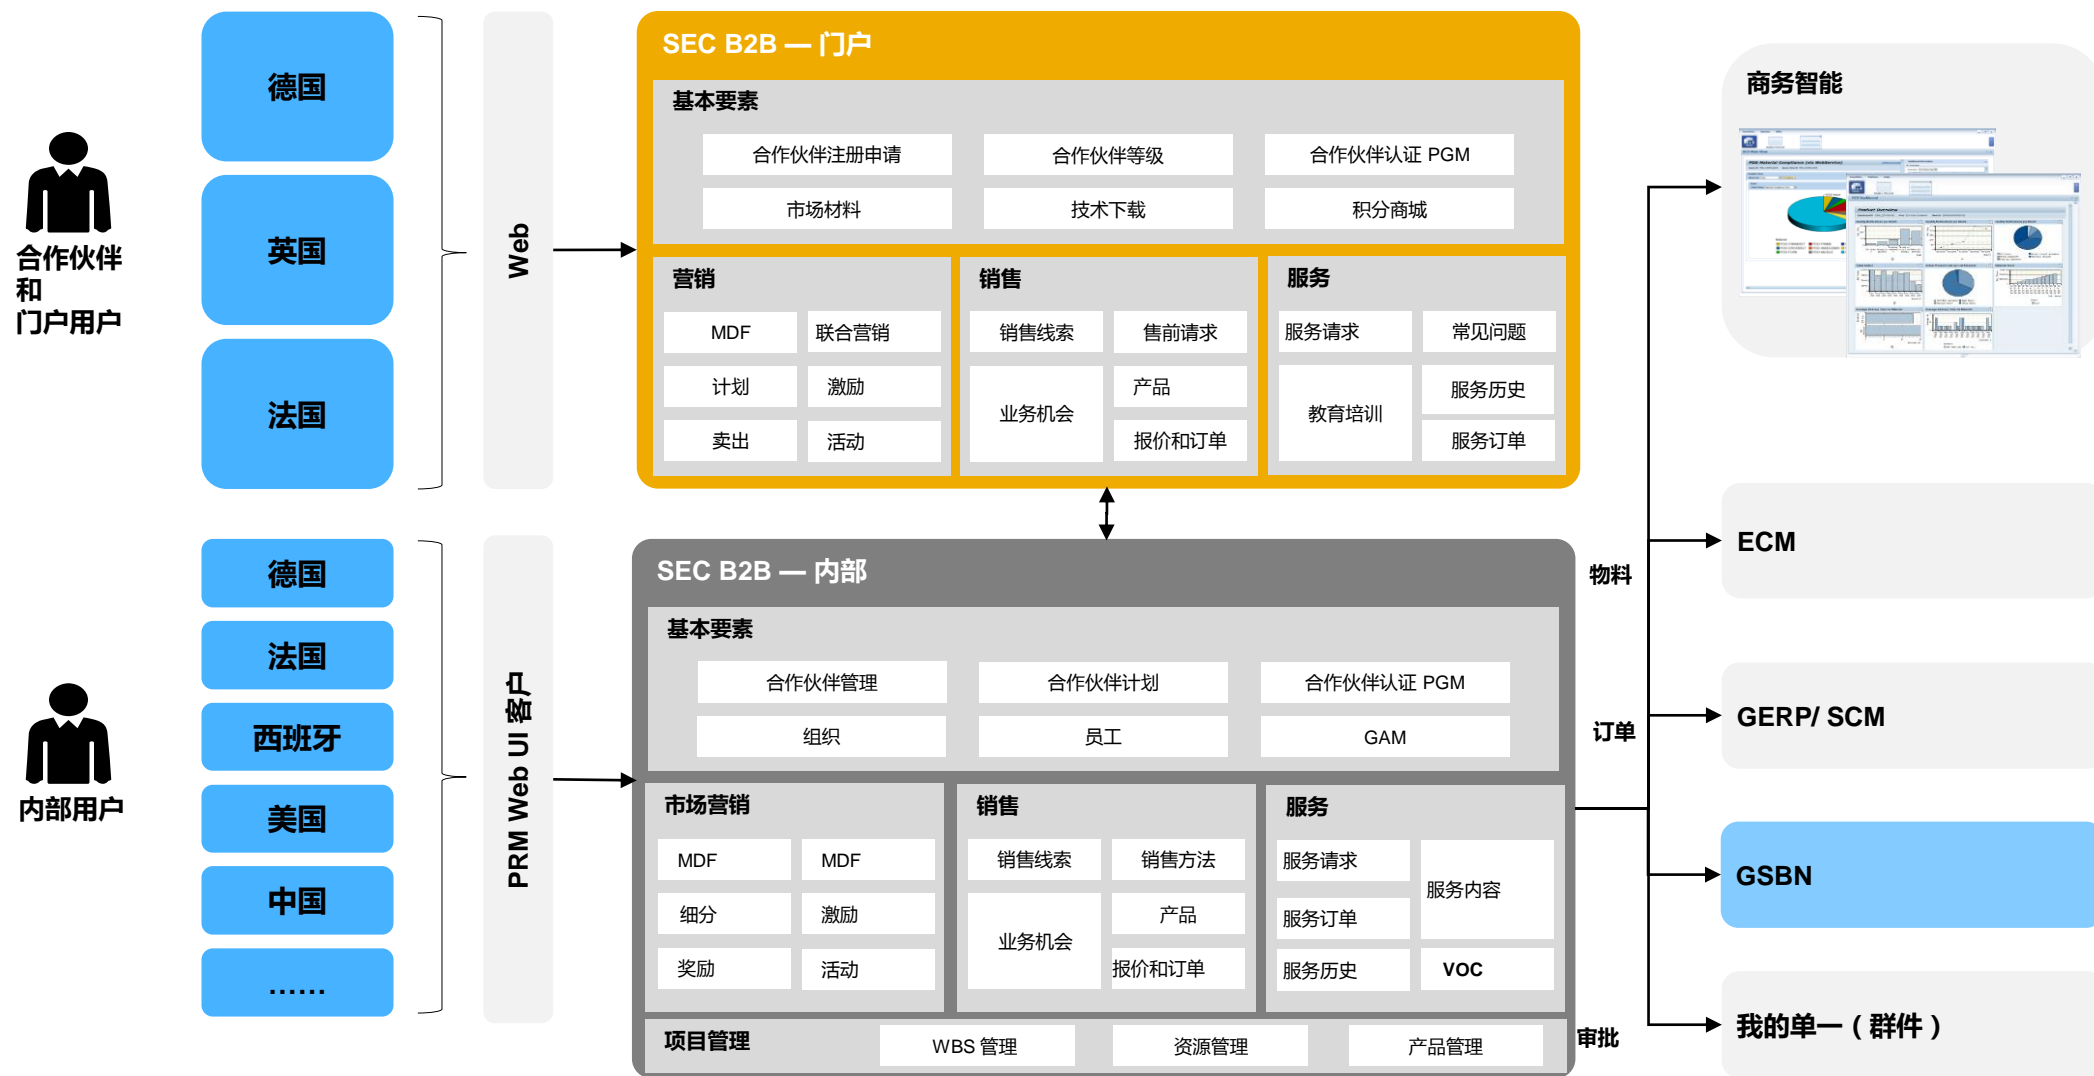 合作伙伴
和
门户用户
德国
英国
法国
Web
SEC B2B — 门户
基本要素
合作伙伴注册申请
合作伙伴等级
合作伙伴认证 PGM
市场材料
技术下载
积分商城
营销
MDF
联合营销
计划
激励
卖出
活动
销售
销售线索
售前请求
业务机会
产品
报价和订单
服务
服务请求
常见问题
教育培训
服务历史
服务订单
内部用户
德国
法国
西班牙
美国
中国
……
PRM Web UI 客户
SEC B2B — 内部
基本要素
合作伙伴管理
合作伙伴计划
合作伙伴认证 PGM
组织
员工
GAM
市场营销
MDF
MDF
细分
激励
奖励
活动
销售
销售线索
销售方法
业务机会
产品
报价和订单
服务
服务请求
服务内容
服务订单
服务历史
VOC
项目管理
WBS 管理
资源管理
产品管理
物料
订单
审批
商务智能
Product Overview
ECM
GERP/ SCM
GSBN
我的单一（群件）